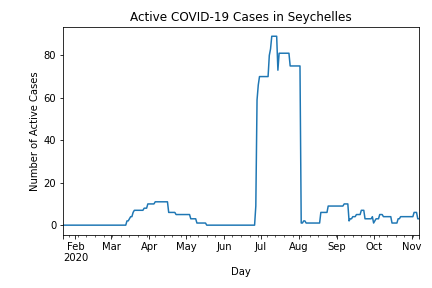 Active COVID-19 Cases in Seychelles
Number of Active Cases
80
60
40
20
0
Feb Mar Apr May Jun Jul Aug Sep Oct Nov
2020
Day